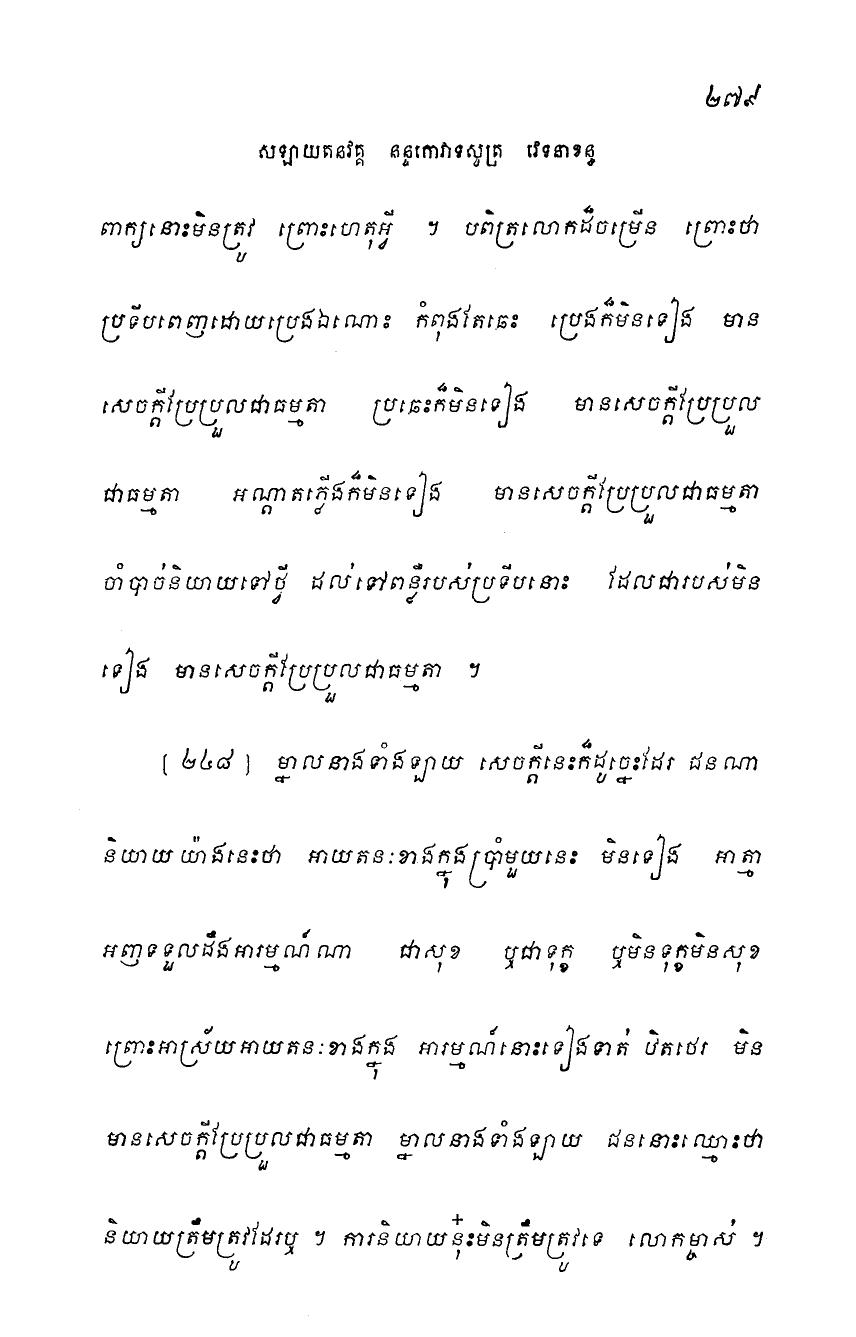 ២៧៩
សឡាយតនវគ្គ នន្ទកោវាទសូត្រ វេទនាខន្ធ
ពាក្យនោះមិនត្រូវ ព្រោះហេតុអ្វី ។ បពិត្រលោកដ៏ចម្រើន ព្រោះថា
ប្រទីបពេញដោយប្រេងឯណោះ កំពុងតែឆេះ ប្រេងក៏មិនទៀង មាន
សេចក្តីប្រែប្រួលជាធម្មតា ប្រឆេះក៏មិនទៀង មានសេចក្តីប្រែប្រួល
ជាធម្មតា អណ្តាតភ្លើងក៏មិនទៀង មានសេចក្តីប្រែប្រួលជាធម្មតា
ចាំបាច់និយាយទៅថ្វី ដល់ទៅពន្លឺរបស់ប្រទីបនោះ ដែលជារបស់មិន
ទៀង មានសេចក្តីប្រែប្រួលជាធម្មតា ។
[ ២៤៨ ] ម្នាលនាងទាំងឡាយ សេចក្តីនេះក៏ដូច្នេះដែរ ជនណា
និយាយយ៉ាងនេះថា អាយតនៈខាងក្នុងប្រាំមួយនេះ មិនទៀង អាត្មា
អញទទួលដឹងអារម្មណ៍ណា ជាសុខ ឬជាទុក្ខ ឬមិនទុក្ខមិនសុខ
ព្រោះអាស្រ័យអាយតនៈខាងក្នុង អារម្មណ៍នោះទៀងទាត់ ឋិតថេរ មិន
មានសេចក្តីប្រែប្រួលជាធម្មតា ម្នាលនាងទាំងឡាយ ជននោះឈ្មោះថា
និយាយត្រឹមត្រូវដែរឬ ។ ការនិយាយនុ៎ះមិនត្រឹមត្រូវទេ លោកម្ចាស់ ។